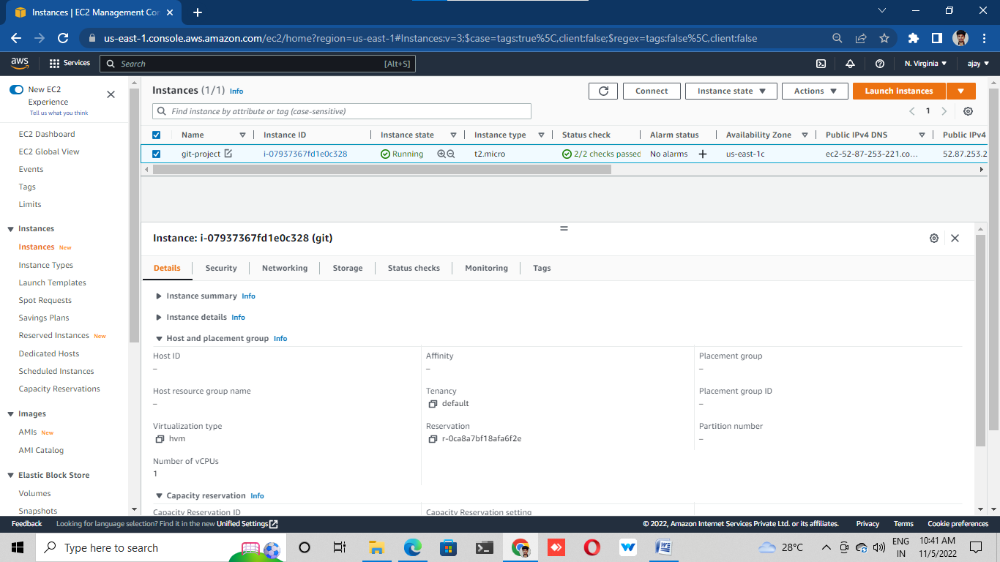 Instances | EC2 Management Con
us-east-1.console.aws.amazon.com/ec2/home?region=us-east-1#Instances:v=3;$case=tags:true%5C,client:false;$regex=tags:false%5C,client:false
aws Services Search [Alt+S] N. Virginia ajay
New EC2
Experience
Tell us what you think
EC2 Dashboard
EC2 Global View
Events
Tags
Limits
Instances
Instances New
Instance Types
Launch Templates
Spot Requests
Savings Plans
Reserved Instances New
Dedicated Hosts
Scheduled Instances
Capacity Reservations
Images
AMIs New
AMI Catalog
Elastic Block Store
Volumes
Snapshots
Instances (1/1) Info
Connect Instance state Actions Launch instances
Find instance by attribute or tag (case-sensitive)
1
Name Instance ID Instance state Instance type Status check Alarm status Availability Zone Public IPv4 DNS Public IPv4
git-project i-07937367fd1e0c328 Running t2.micro 2/2 checks passed No alarms + us-east-1c ec2-52-87-253-221.co... 52.87.253.2
Instance: i-07937367fd1e0c328 (git)
Details Security Networking Storage Status checks Monitoring Tags
Instance summary Info
Instance details Info
Host and placement group Info
Host ID Affinity Placement group
– – –
Host resource group name Tenancy Placement group ID
– default –
Virtualization type Reservation Partition number
hvm r-0ca8a7bf18afa6f2e –
Number of vCPUs
1
Capacity reservation Info
Capacity Reservation ID Capacity Reservation setting
Feedback Looking for language selection? Find it in the new Unified Settings © 2022, Amazon Internet Services Private Ltd. or its affiliates. Privacy Terms Cookie preferences
Type here to search 28°C ENG 10:41 AM
IN 11/5/2022